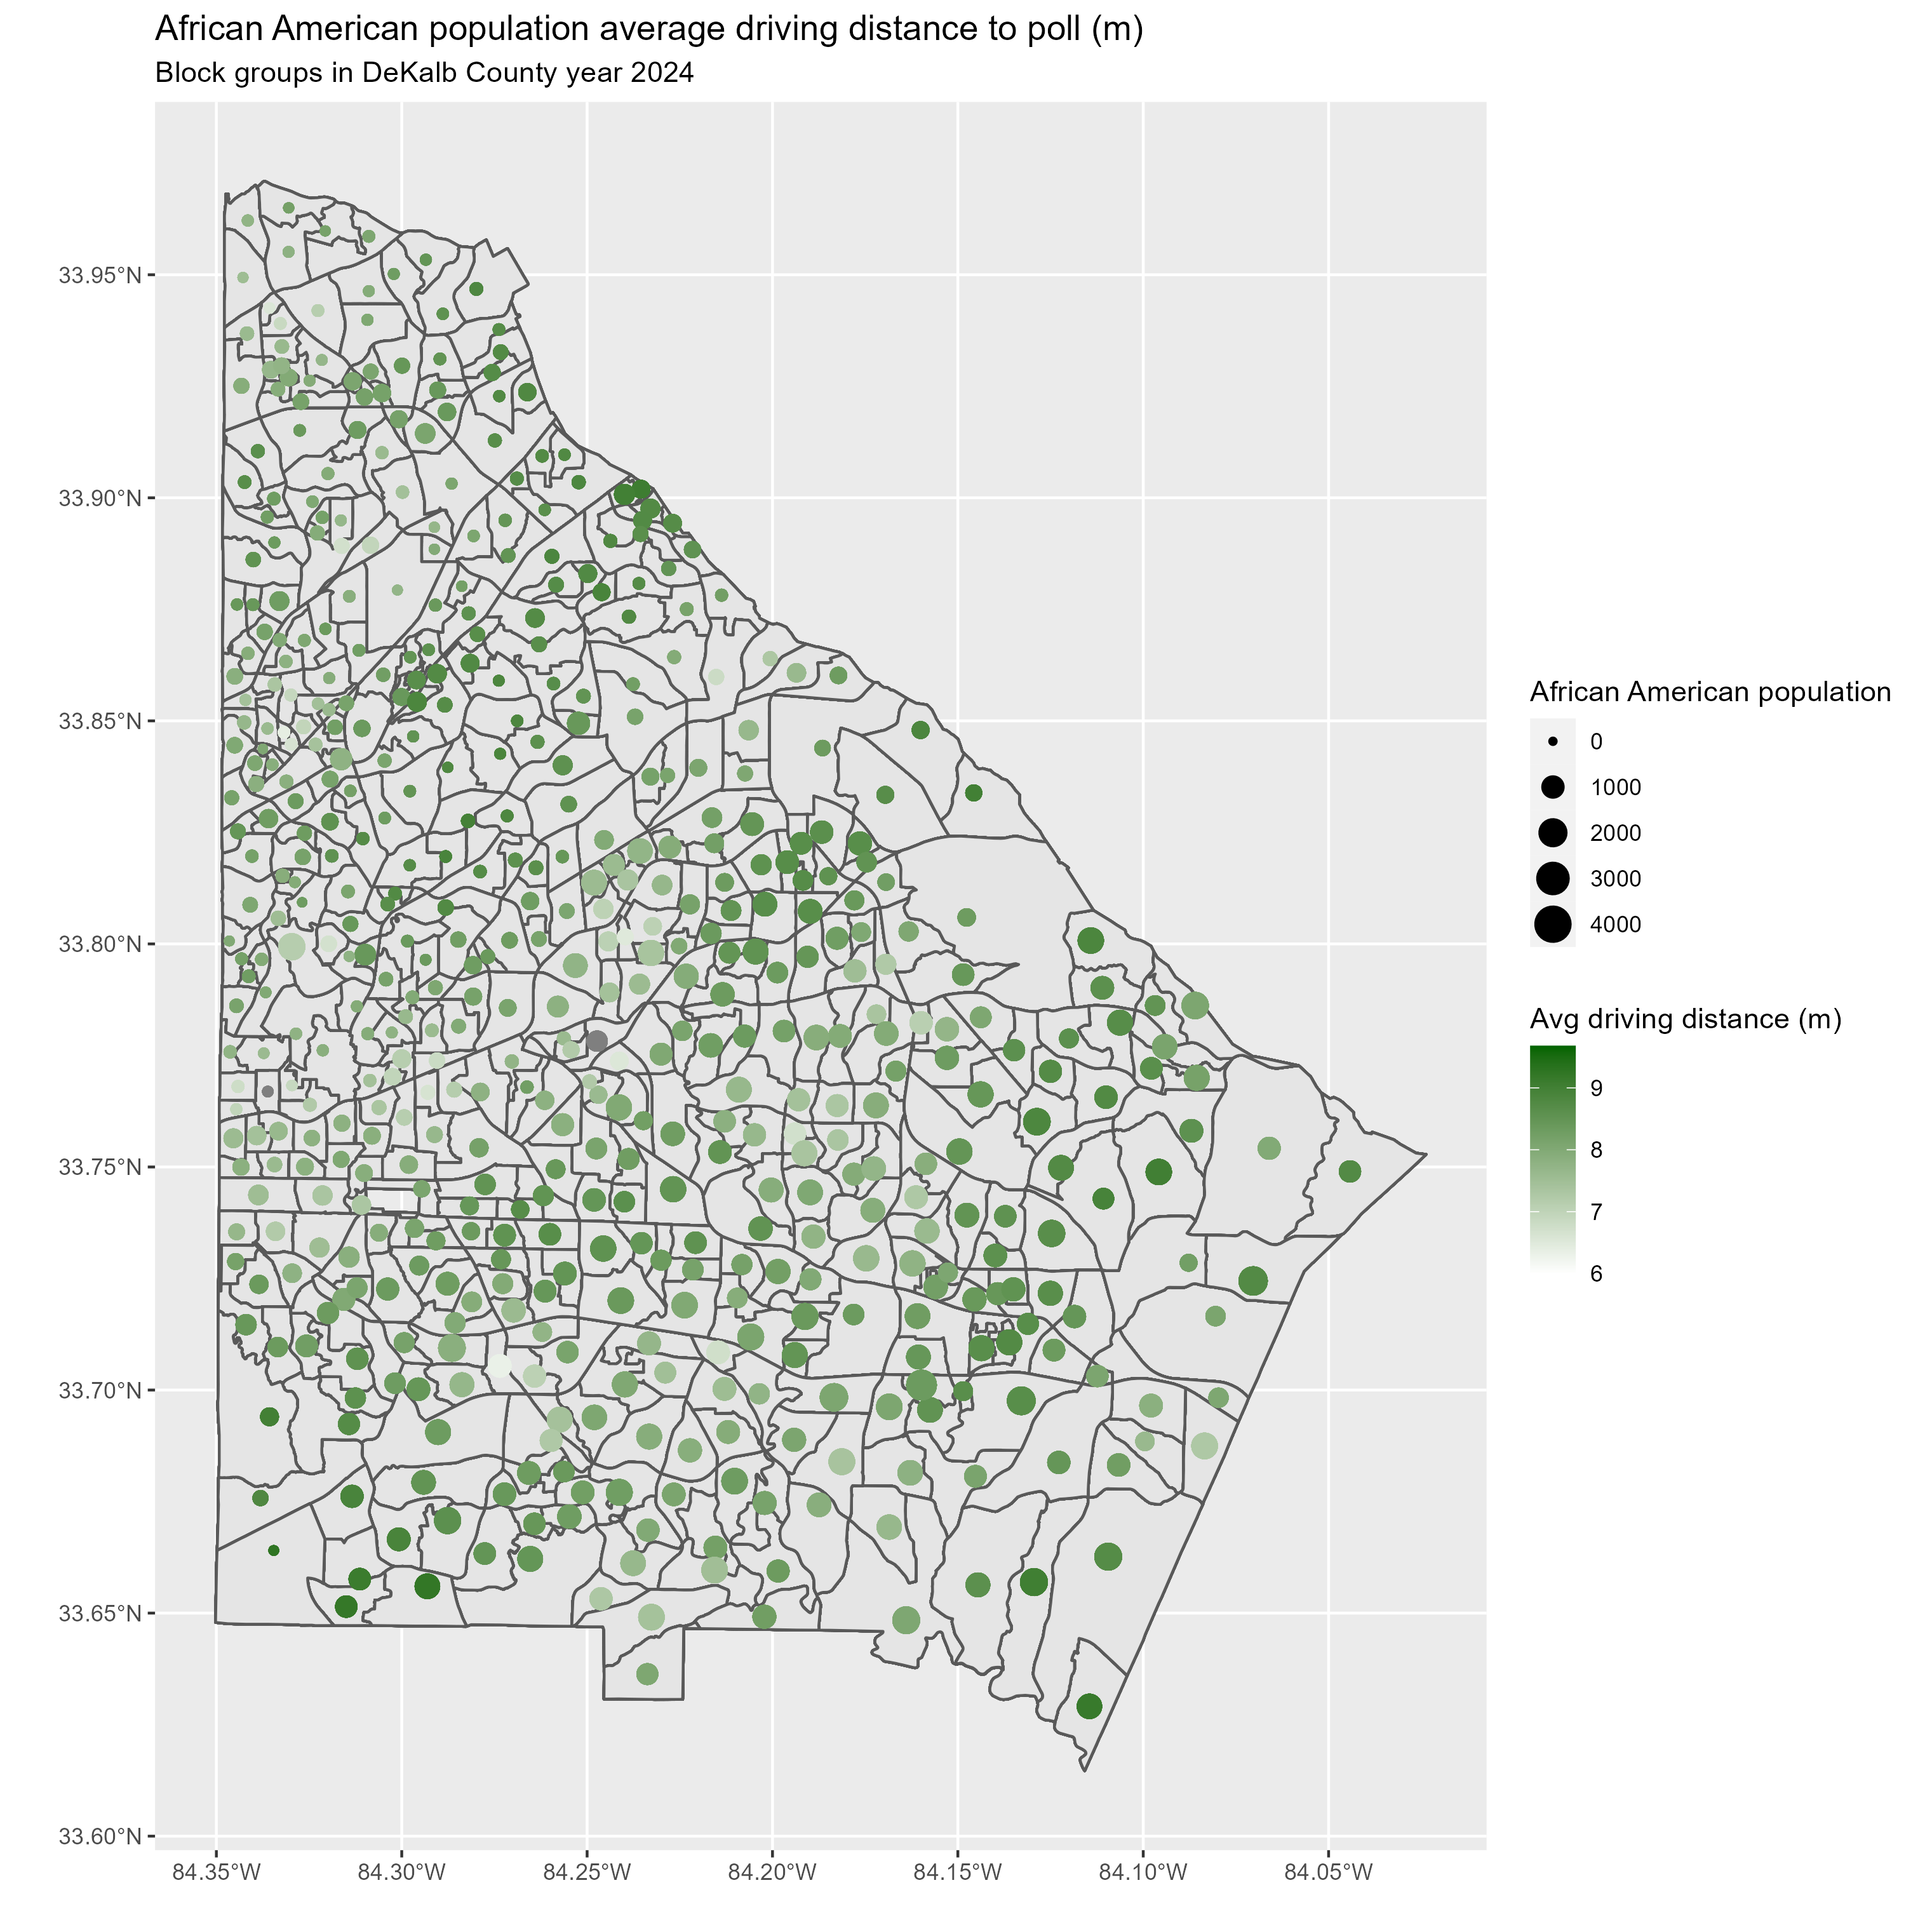 African American population average driving distance to poll (m)
Block groups in DeKalb County year 2024
33.95°N
33.90°N
33.85°N
33.80°N
33.75°N
33.70°N
33.65°N
33.60°N
84.35°W
84.30°W
84.25°W
84.20°W
84.15°W
84.10°W
84.05°W
African American population
0
1000
2000
3000
4000
Avg driving distance (m)
9
8
7
6